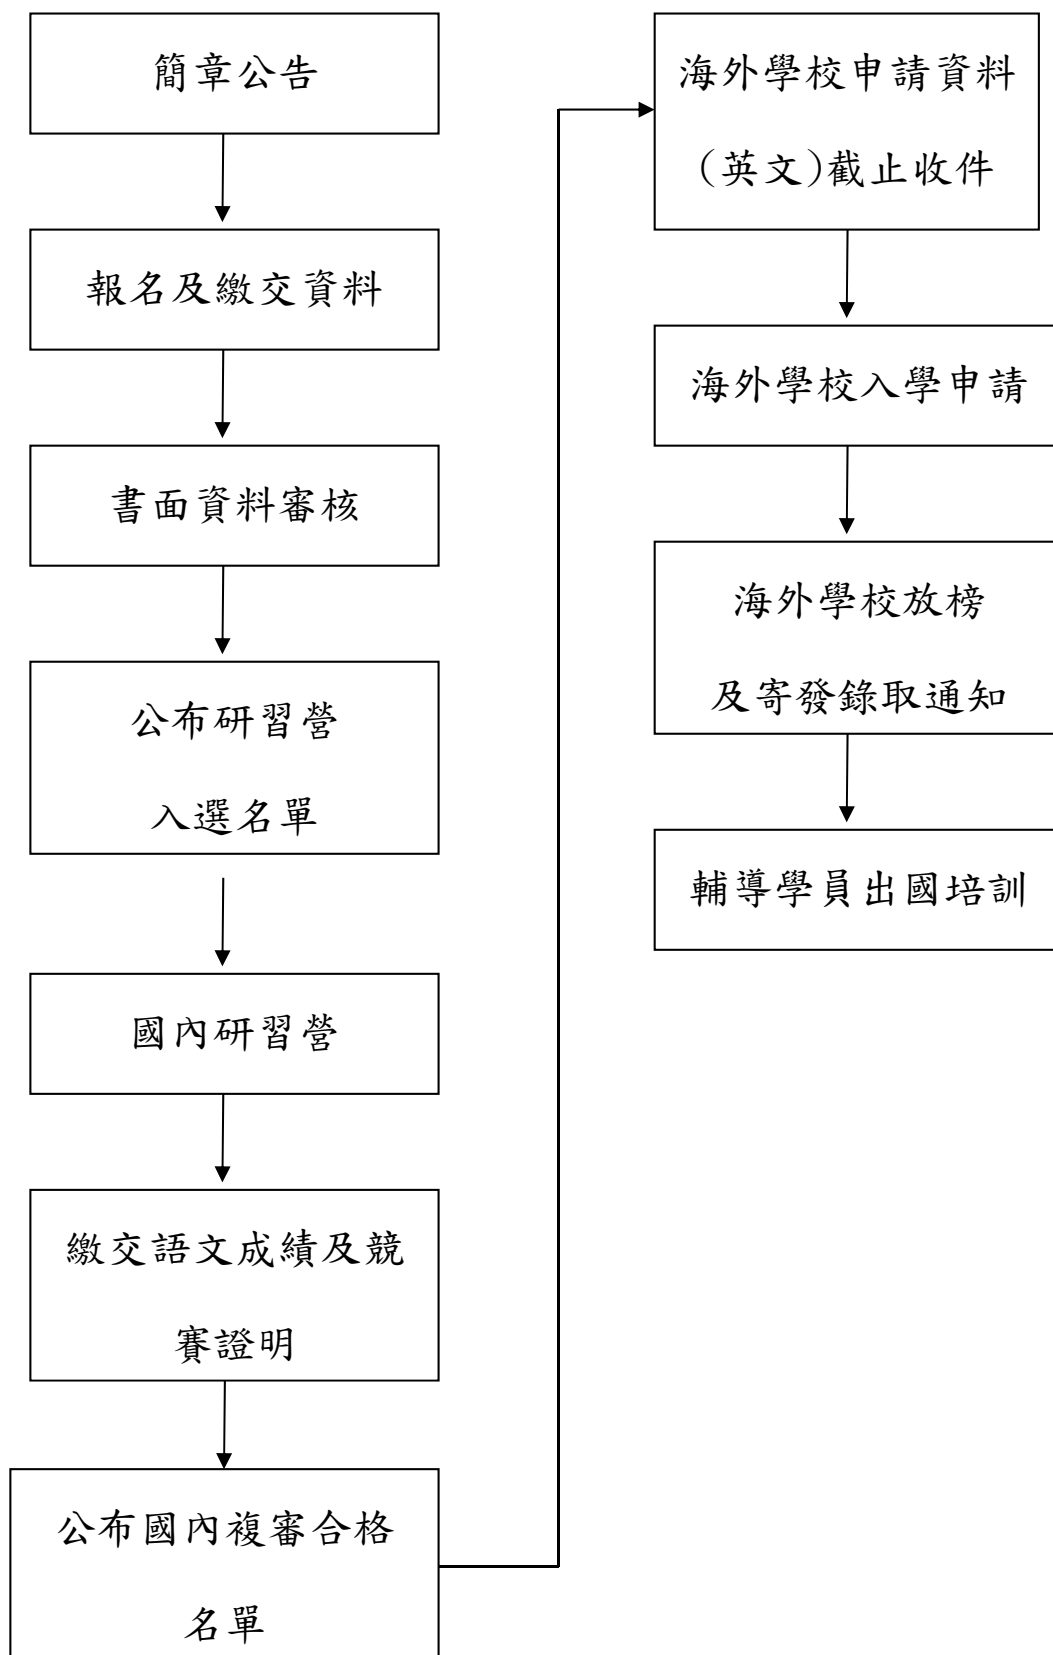 簡章公告
報名及繳交資料
書面資料審核
公布研習營
入選名單
國內研習營
繳交語文成績及競
賽證明
公布國內複審合格
名單
海外學校申請資料
(英文)截止收件
海外學校入學申請
海外學校放榜
及寄發錄取通知
輔導學員出國培訓